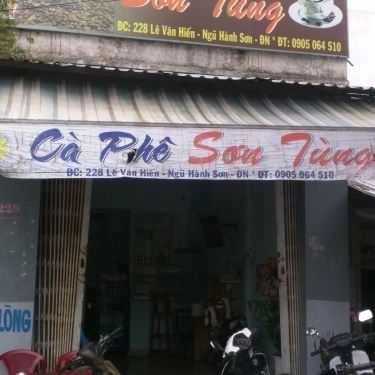 Sơn Tùng
ĐC: 228 Lê Văn Hiến - Ngũ Hành Sơn - ĐN * ĐT: 0905 064 510
Cà Phê Sơn Tùng
ĐC: 228 Lê Văn Hiến - Ngũ Hành Sơn - ĐN * ĐT: 0905 064 510
LÒNG